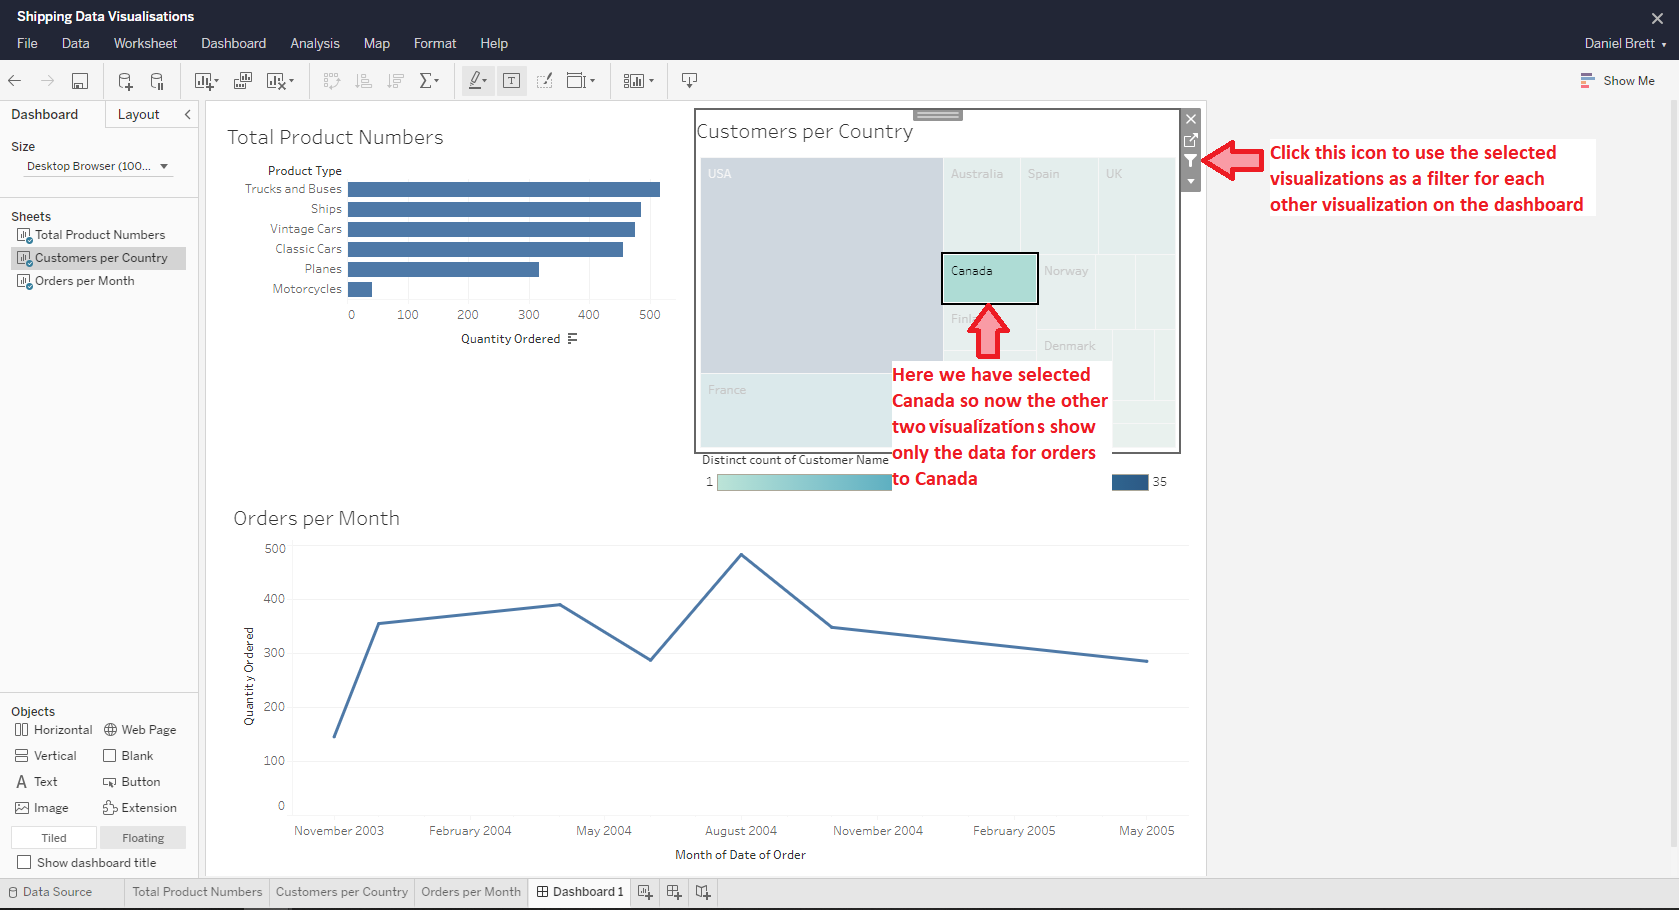 Shipping Data Visualisations
File Data Worksheet Dashboard Analysis Map Format Help
Daniel Brett
Show Me
Dashboard Layout
Size
Desktop Browser (100...
Sheets
Total Product Numbers
Customers per Country
Orders per Month
Objects
Horizontal Web Page
Vertical Blank
Text Button
Image Extension
Tiled Floating
Show dashboard title
Total Product Numbers
Product Type
Trucks and Buses
Ships
Vintage Cars
Classic Cars
Planes
Motorcycles
0 100 200 300 400 500
Quantity Ordered
Customers per Country
USA Australia Spain UK
Canada Norway
Denmark
France
Distinct count of Customer Name
1 35
Click this icon to use the selected
visualizations as a filter for each
other visualization on the dashboard
Here we have selected
Canada so now the other
two vísualízatíons show
only the data for orders
to Canada
Orders per Month
Quantity Ordered
500
400
300
200
100
0
November 2003 February 2004 May 2004 August 2004 November 2004 February 2005 May 2005
Month of Date of Order
Data Source Total Product Numbers Customers per Country Orders per Month Dashboard 1